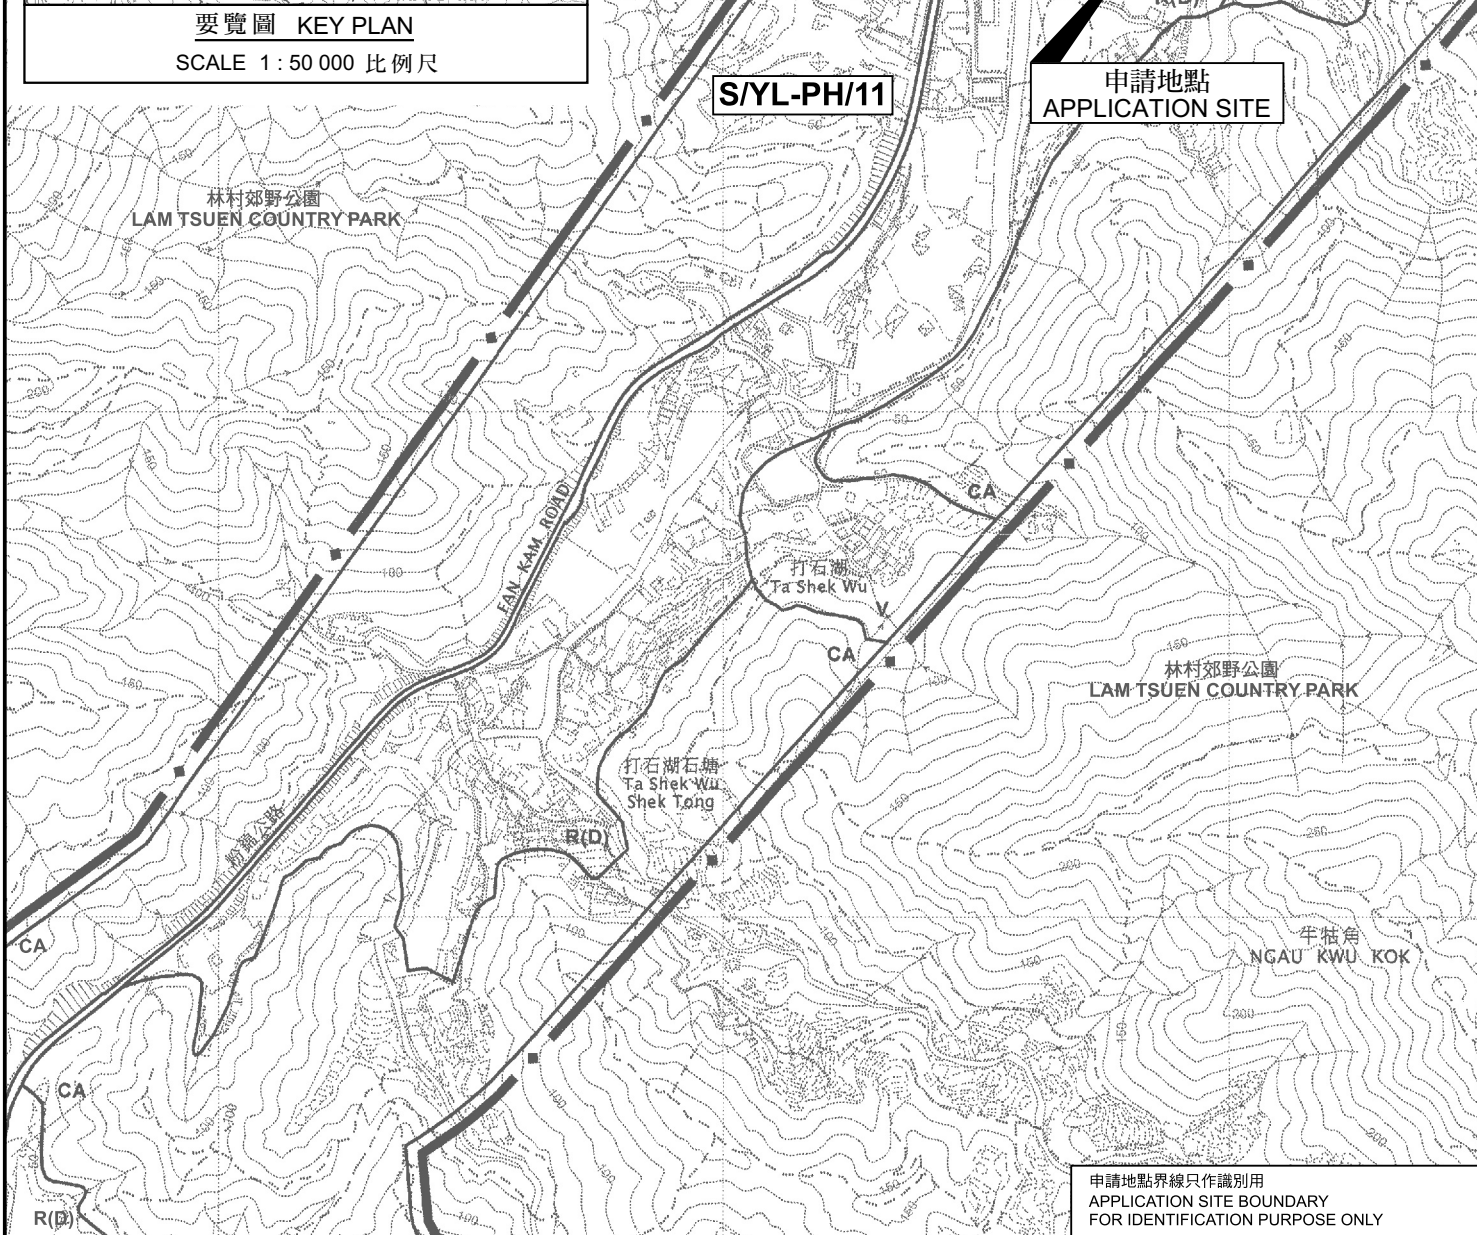 要覽圖 KEY PLAN
SCALE 1 : 50 000 比例尺
S/YL-PH/11
申請地點
APPLICATION SITE
林村郊野公園
LAM TSUEN COUNTRY PARK
FAN KAM ROAD
CA
打石湖
Ta Shek Wu
V
CA
林村郊野公園
LAM TSUEN COUNTRY PARK
打石湖石塘
Ta Shek Wu
Shek Tong
R(D)
粉錦公路
CA
牛牯角
NGAU KWU KOK
CA
R(D)
申請地點界線只作識別用
APPLICATION SITE BOUNDARY
FOR IDENTIFICATION PURPOSE ONLY